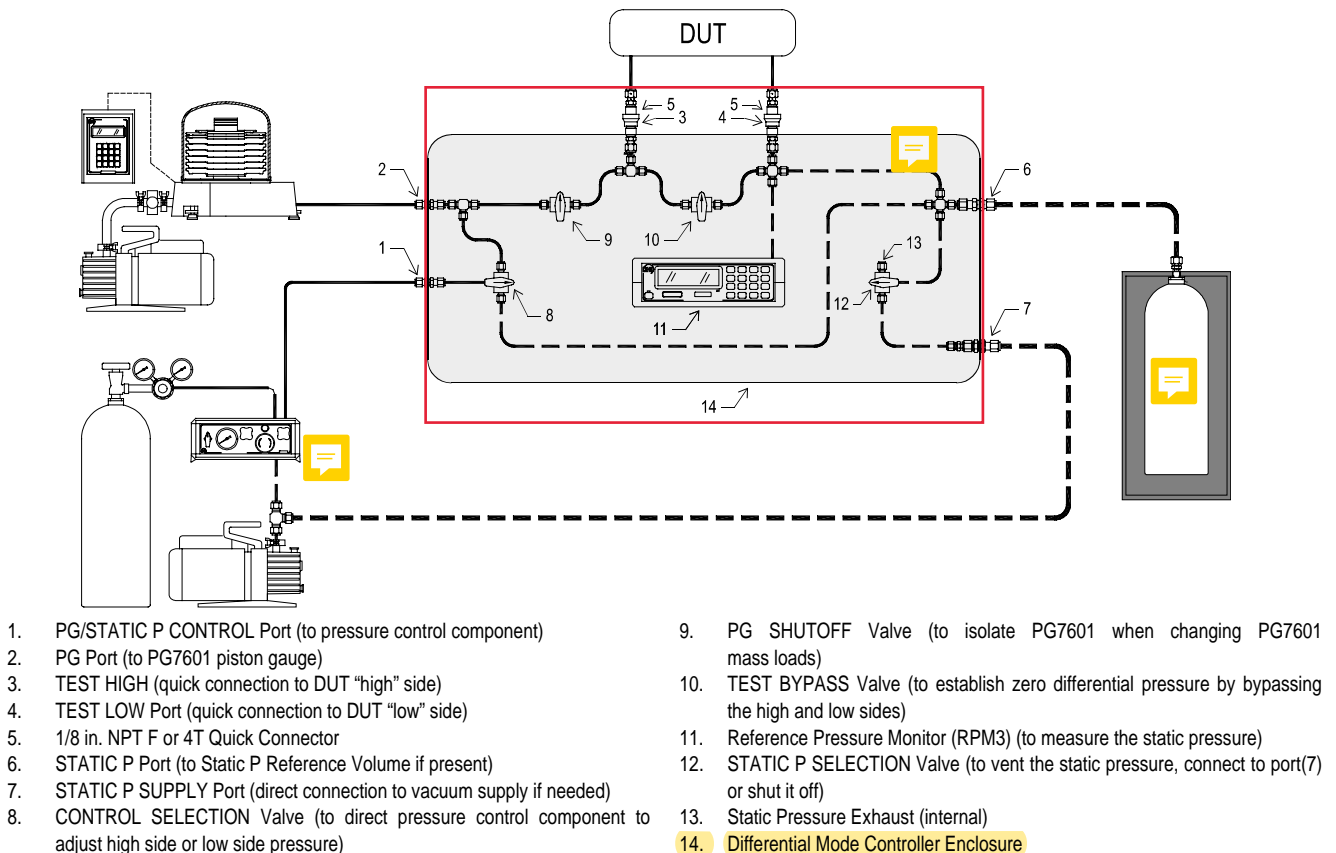 DUT
5
5
3
4
2
6
9
10
13
1
8
11
12
7
14
1. PG/STATIC P CONTROL Port (to pressure control component)
2. PG Port (to PG7601 piston gauge)
3. TEST HIGH (quick connection to DUT “high” side)
4. TEST LOW Port (quick connection to DUT “low” side)
5. 1/8 in. NPT F or 4T Quick Connector
6. STATIC P Port (to Static P Reference Volume if present)
7. STATIC P SUPPLY Port (direct connection to vacuum supply if needed)
8. CONTROL SELECTION Valve (to direct pressure control component to
adjust high side or low side pressure)
9. PG SHUTOFF Valve (to isolate PG7601 when changing PG7601
mass loads)
10. TEST BYPASS Valve (to establish zero differential pressure by bypassing
the high and low sides)
11. Reference Pressure Monitor (RPM3) (to measure the static pressure)
12. STATIC P SELECTION Valve (to vent the static pressure, connect to port(7)
or shut it off)
13. Static Pressure Exhaust (internal)
14. Differential Mode Controller Enclosure